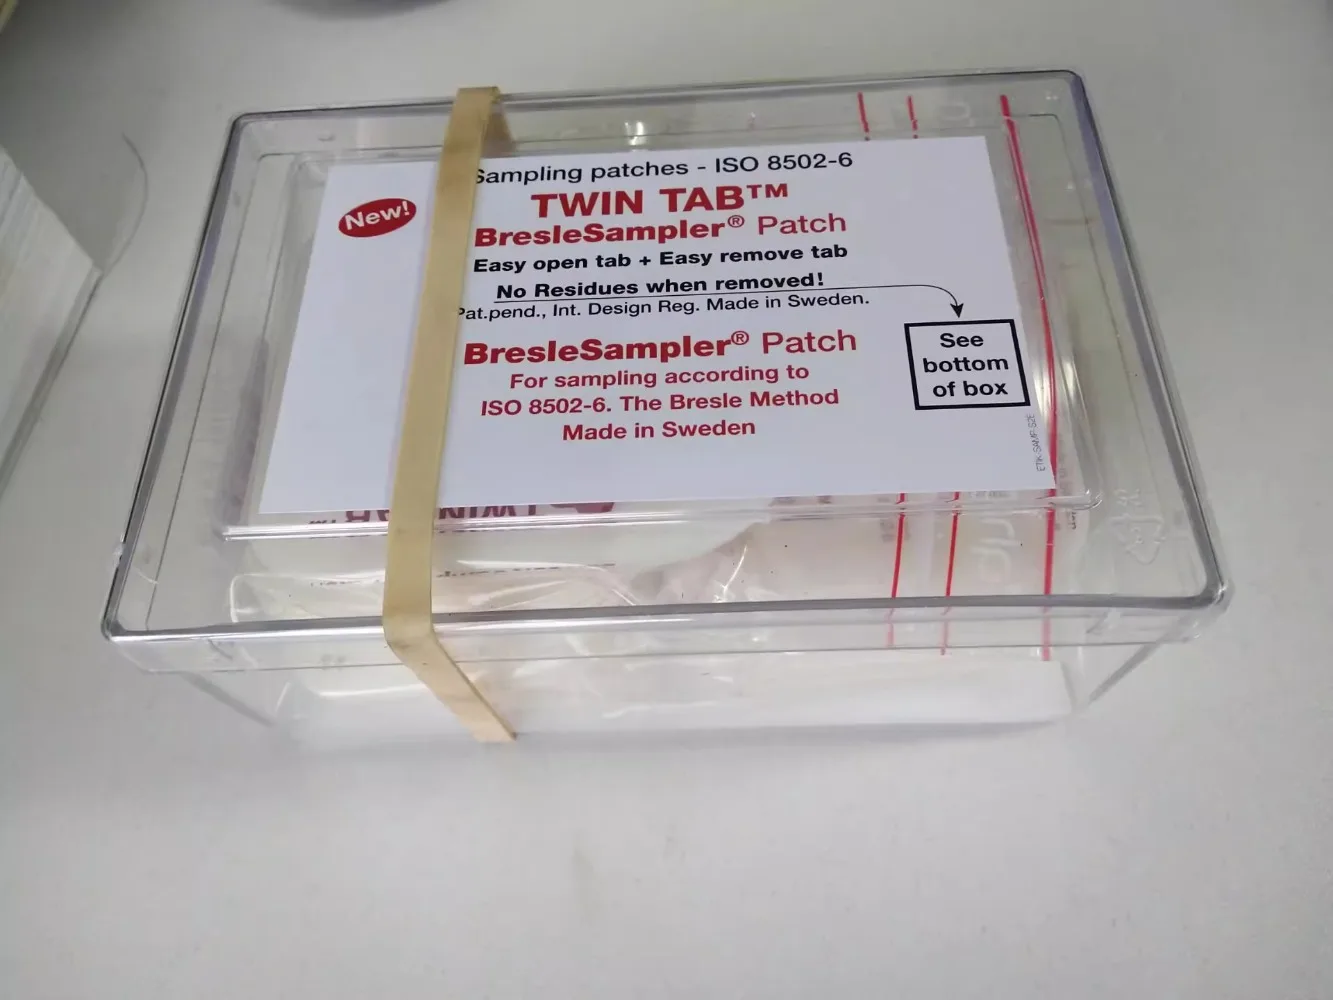 Sampling patches - ISO 8502-6
New!
TWIN TAB™
BresleSampler® Patch
Easy open tab + Easy remove tab
No Residues when removed!
Pat.pend., Int. Design Reg. Made in Sweden.
BresleSampler® Patch
For sampling according to
ISO 8502-6. The Bresle Method
Made in Sweden
See
bottom
of box